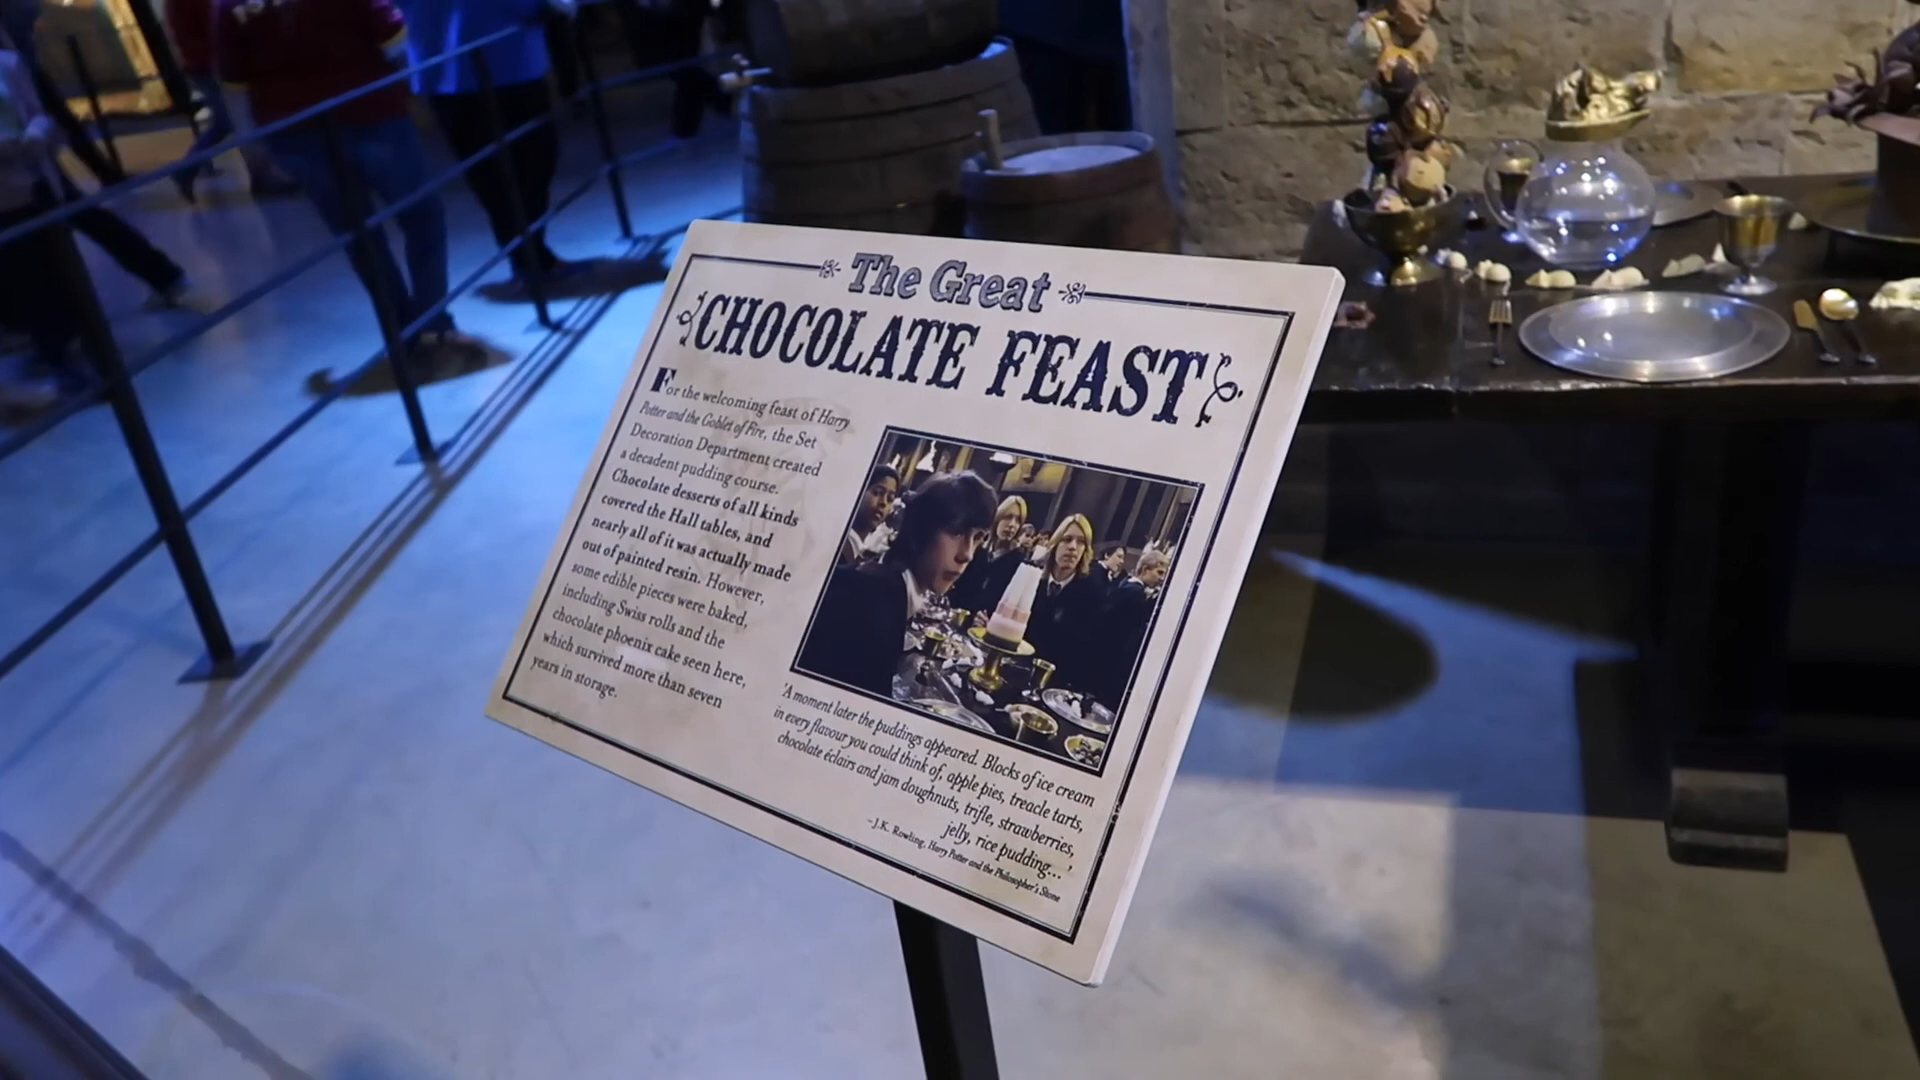 The Great
CHOCOLATE FEAST
For the welcoming feast of Harry
Potter and the Goblet of Fire, the Set
Decoration Department created
a decadent pudding course.
Chocolate desserts of all kinds
covered the Hall tables, and
nearly all of it was actually made
out of painted resin. However,
some edible pieces were baked,
including Swiss rolls and the
chocolate phoenix cake seen here,
which survived more than seven
years in storage.
'A moment later the puddings appeared. Blocks of ice cream
in every flavour you could think of, apple pies, treacle tarts,
chocolate éclairs and jam doughnuts, trifle, strawberries,
jelly, rice pudding...'
–J.K. Rowling, Harry Potter and the Philosopher's Stone